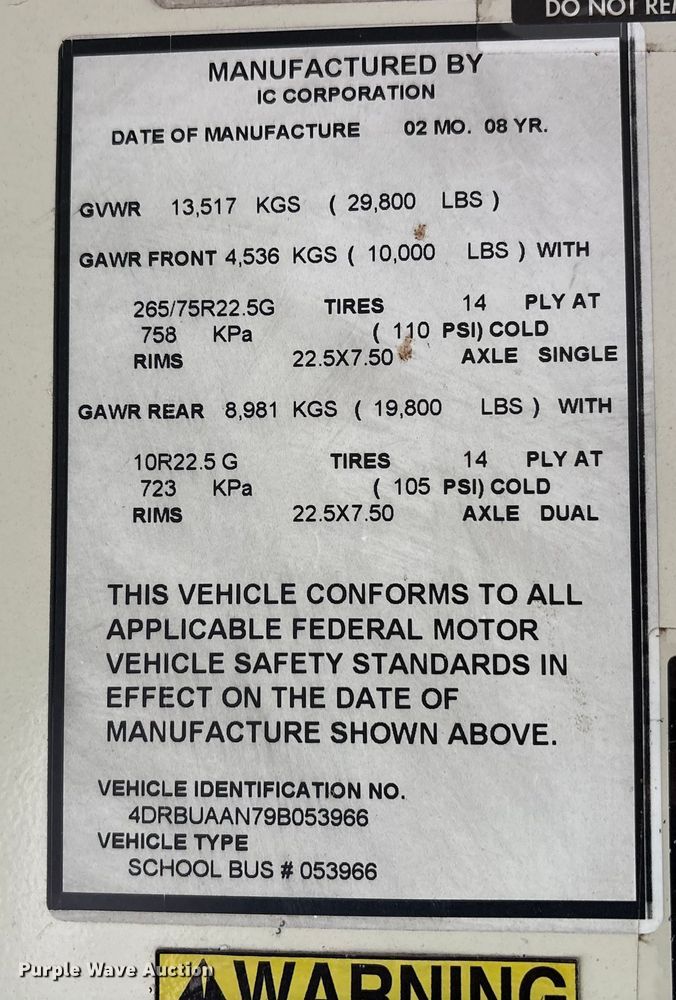 DO NOT REM
MANUFACTURED BY
IC CORPORATION
DATE OF MANUFACTURE 02 MO. 08 YR.
GVWR 13,517 KGS ( 29,800 LBS )
GAWR FRONT 4,536 KGS ( 10,000 LBS ) WITH
265/75R22.5G TIRES 14 PLY AT
758 KPa ( 110 PSI) COLD
RIMS 22.5X7.50 AXLE SINGLE
GAWR REAR 8,981 KGS ( 19,800 LBS ) WITH
10R22.5 G TIRES 14 PLY AT
723 KPa ( 105 PSI) COLD
RIMS 22.5X7.50 AXLE DUAL
THIS VEHICLE CONFORMS TO ALL
APPLICABLE FEDERAL MOTOR
VEHICLE SAFETY STANDARDS IN
EFFECT ON THE DATE OF
MANUFACTURE SHOWN ABOVE.
VEHICLE IDENTIFICATION NO.
4DRBUAAN79B053966
VEHICLE TYPE
SCHOOL BUS # 053966
Purple Wave Auction
WARNING